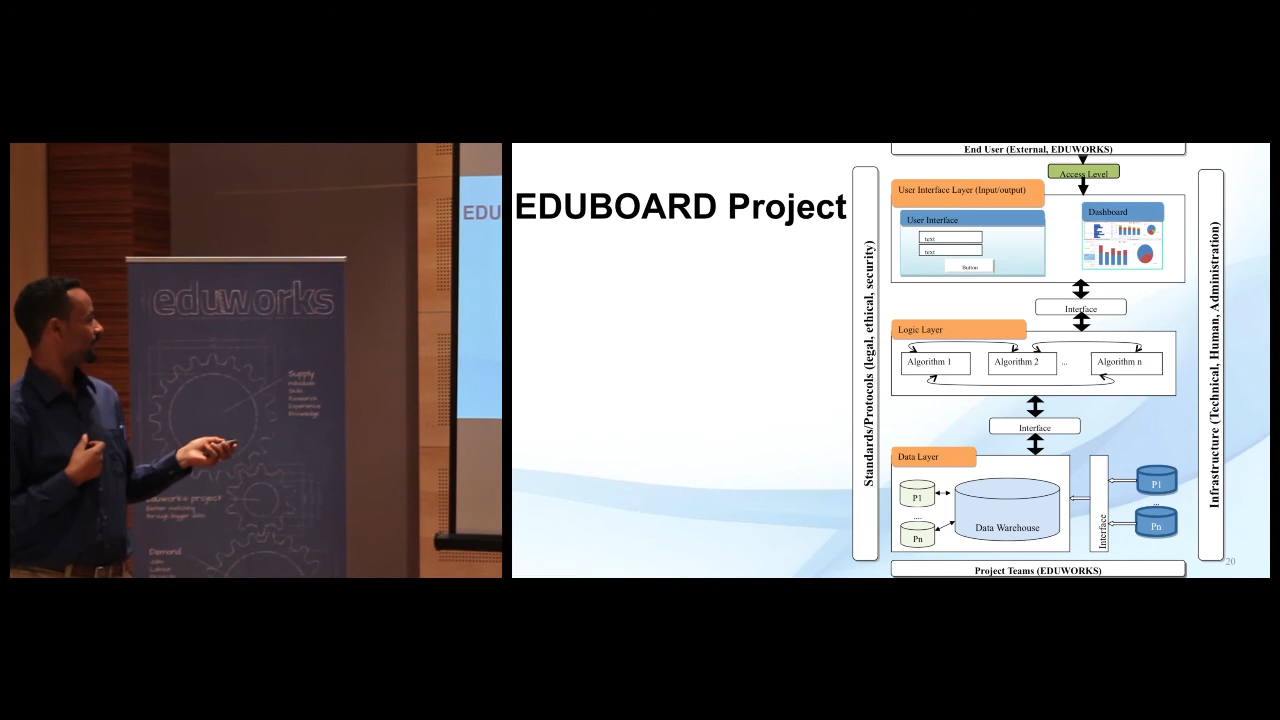 EDU
eduworks
Supply
Individuals
Skills
Research
Experience
Knowledge
Eduworks project
Better matching
through bigger data
Demand
Jobs
Labour
EDUBOARD Project
Standards/Protocols (legal, ethical, security)
End User (External, EDUWORKS)
Access Level
User Interface Layer (Input/output)
User Interface
text
text
Button
Dashboard
Interface
Logic Layer
Algorithm 1
Algorithm 2
...
Algorithm n
Interface
Data Layer
P1
....
Pn
Data Warehouse
Interface
P1
...
Pn
Project Teams (EDUWORKS)
Infrastructure (Technical, Human, Administration)
20